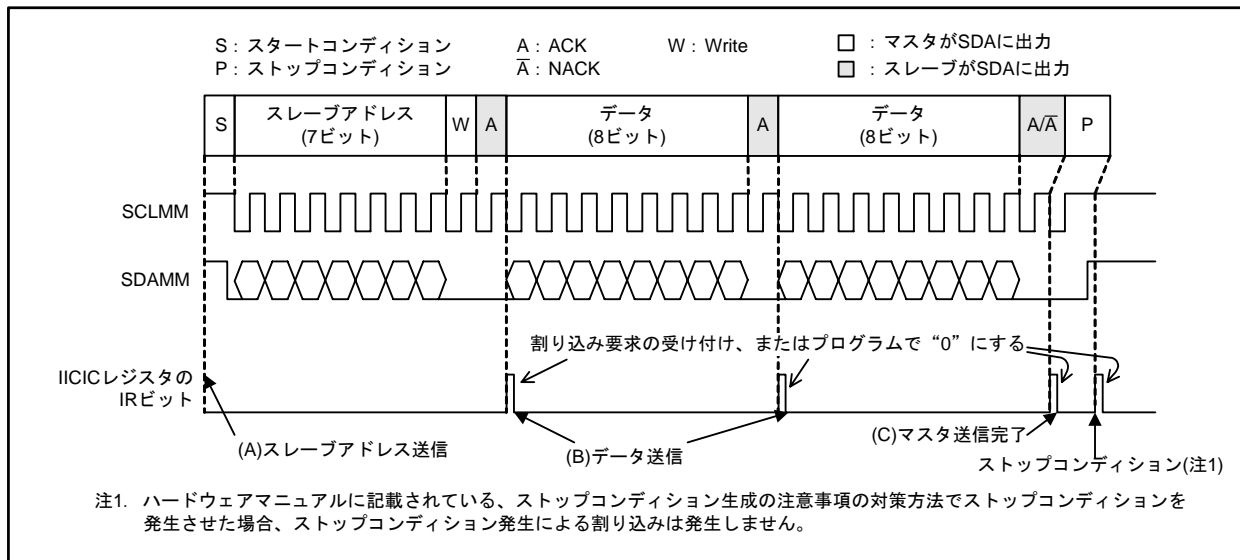 S : スタートコンディション A : ACK W : Write □ : マスタがSDAに出力
P : ストップコンディション A̅ : NACK □ : スレーブがSDAに出力
S スレーブアドレス (7ビット) W A データ (8ビット) A データ (8ビット) A/A̅ P
SCLMM
SDAMM
割り込み要求の受け付け、またはプログラムで“0”にする
IICICレジスタの
IRビット
(A)スレーブアドレス送信
(B)データ送信
(C)マスタ送信完了
ストップコンディション(注1)
注1. ハードウェアマニュアルに記載されている、ストップコンディション生成の注意事項の対策方法でストップコンディションを
発生させた場合、ストップコンディション発生による割り込みは発生しません。